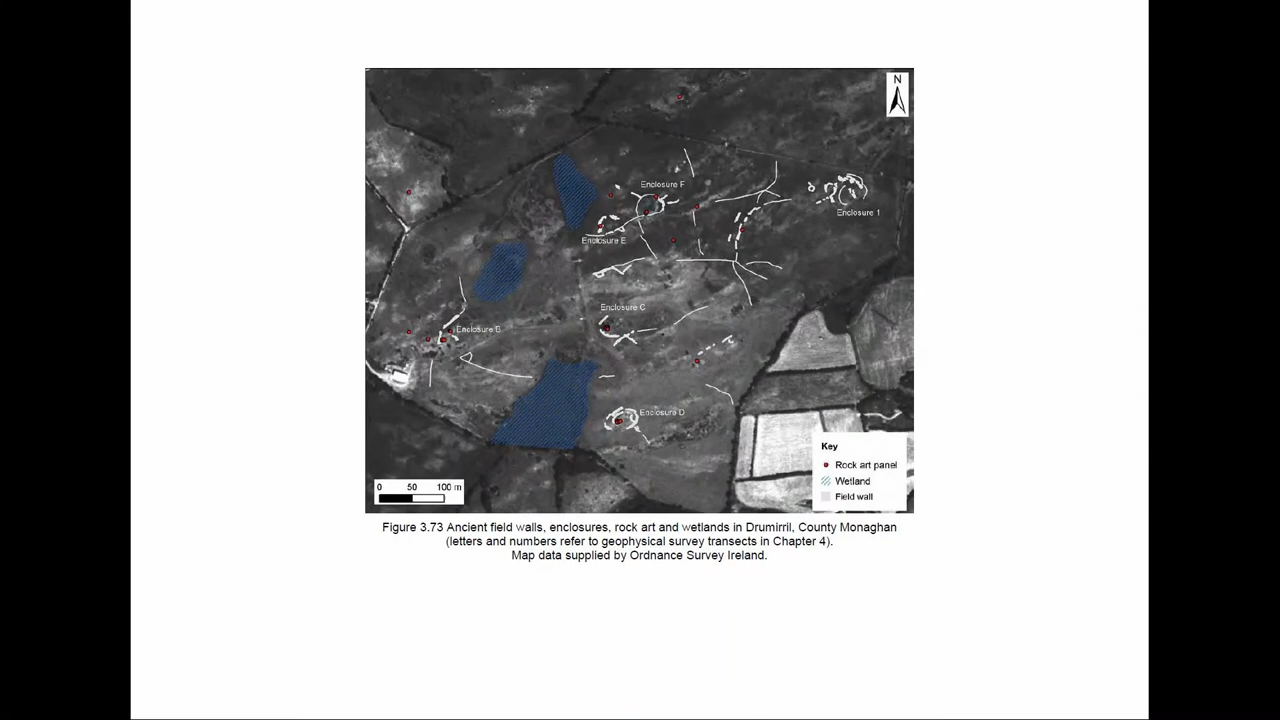 N
Enclosure F
Enclosure 1
Enclosure E
Enclosure C
Enclosure B
Enclosure D
Key
Rock art panel
Wetland
Field wall
0 50 100 m
Figure 3.73 Ancient field walls, enclosures, rock art and wetlands in Drumirril, County Monaghan
(letters and numbers refer to geophysical survey transects in Chapter 4).
Map data supplied by Ordnance Survey Ireland.